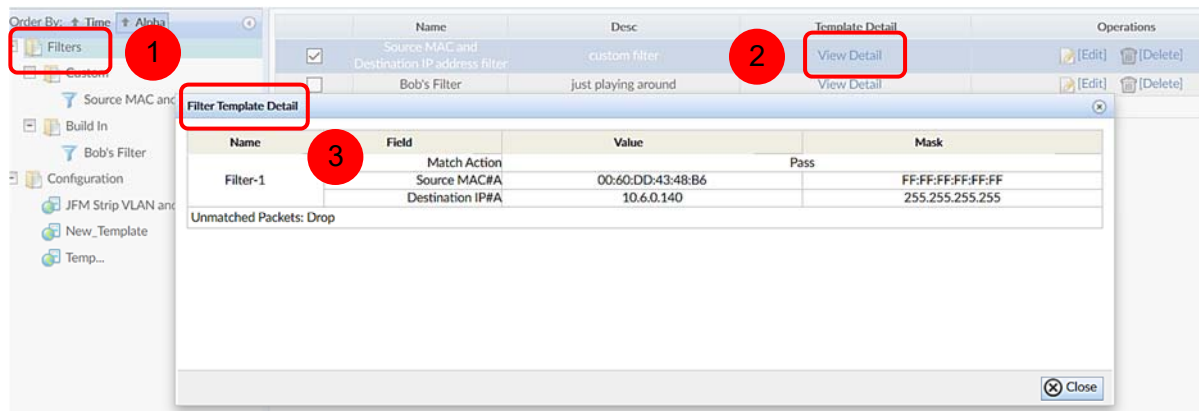 Order By: Time Alpha
Name Desc Template Detail Operations
Filters
1
Source MAC and
Destination IP address filter
custom filter
2
View Detail
[Edit] [Delete]
Custom
Bob's Filter just playing around View Detail [Edit] [Delete]
Source MAC and
Filter Template Detail
Build In
Name Field Value Mask
Bob's Filter
3
Match Action Pass
Configuration
Filter-1
Source MAC#A 00:60:DD:43:48:B6 FF:FF:FF:FF:FF:FF
Destination IP#A 10.6.0.140 255.255.255.255
JFM Strip VLAN and
Unmatched Packets: Drop
New_Template
Temp...
Close